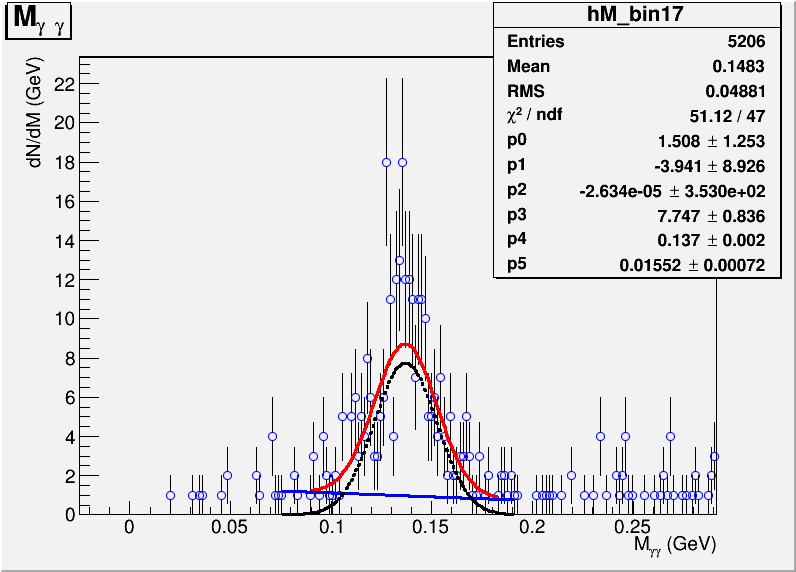 M γ γ
hM_bin17
Entries 5206
Mean 0.1483
RMS 0.04881
χ² / ndf 51.12 / 47
p0 1.508 ± 1.253
p1 -3.941 ± 8.926
p2 -2.634e-05 ± 3.530e+02
p3 7.747 ± 0.836
p4 0.137 ± 0.002
p5 0.01552 ± 0.00072
dN/dM (GeV)
22
20
18
16
14
12
10
8
6
4
2
0
0 0.05 0.1 0.15 0.2 0.25
Mγγ (GeV)